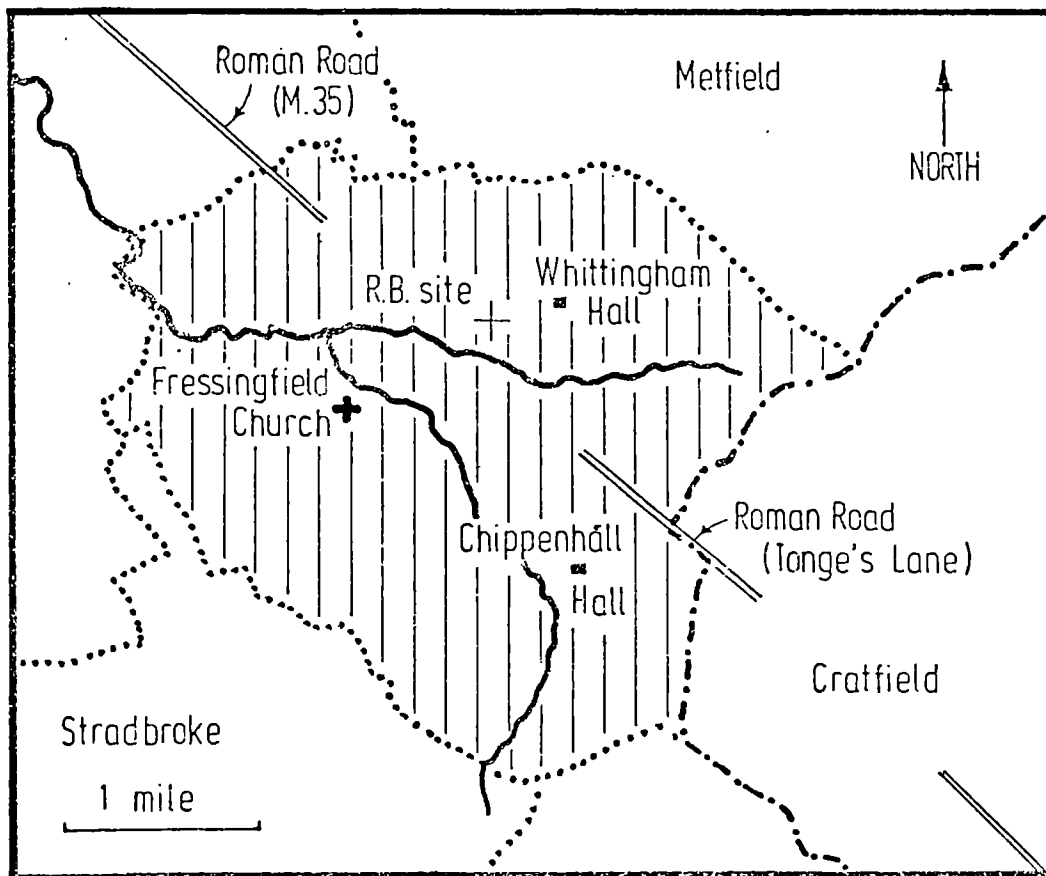 Roman Road
(M.35)
Metfield
NORTH
R.B. site
Whittingham
Hall
Fressingfield
Church
Roman Road
(Tonge's Lane)
Chippenhall
Hall
Cratfield
Stradbroke
1 mile